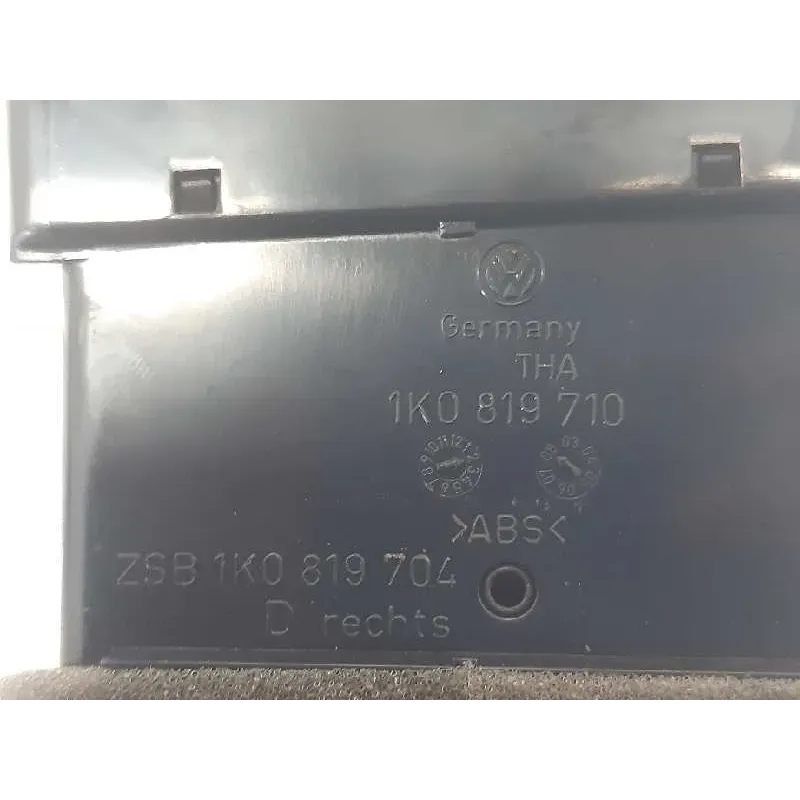 Germany
THA
1K0 819 710
>ABS<
ZSB 1K0 819 704
D rechts